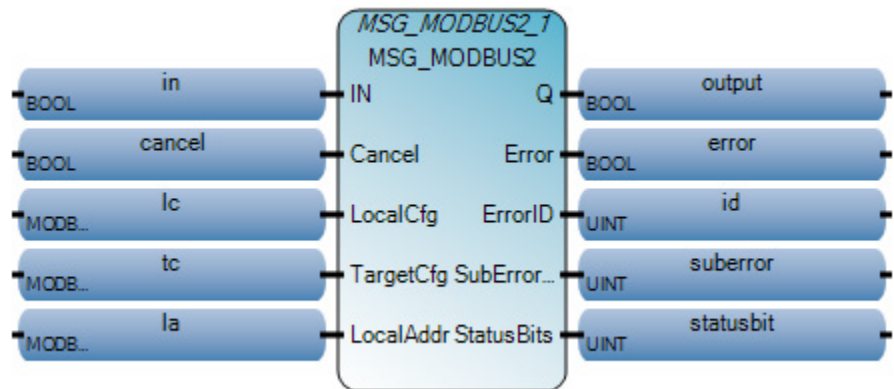 MSG_MODBUS2_1
MSG_MODBUS2
in
BOOL
IN
Q
output
BOOL
cancel
BOOL
Cancel
Error
error
BOOL
lc
MODB...
LocalCfg
ErrorID
id
UINT
tc
MODB...
TargetCfg
SubError...
suberror
UINT
la
MODB...
LocalAddr
StatusBits
statusbit
UINT